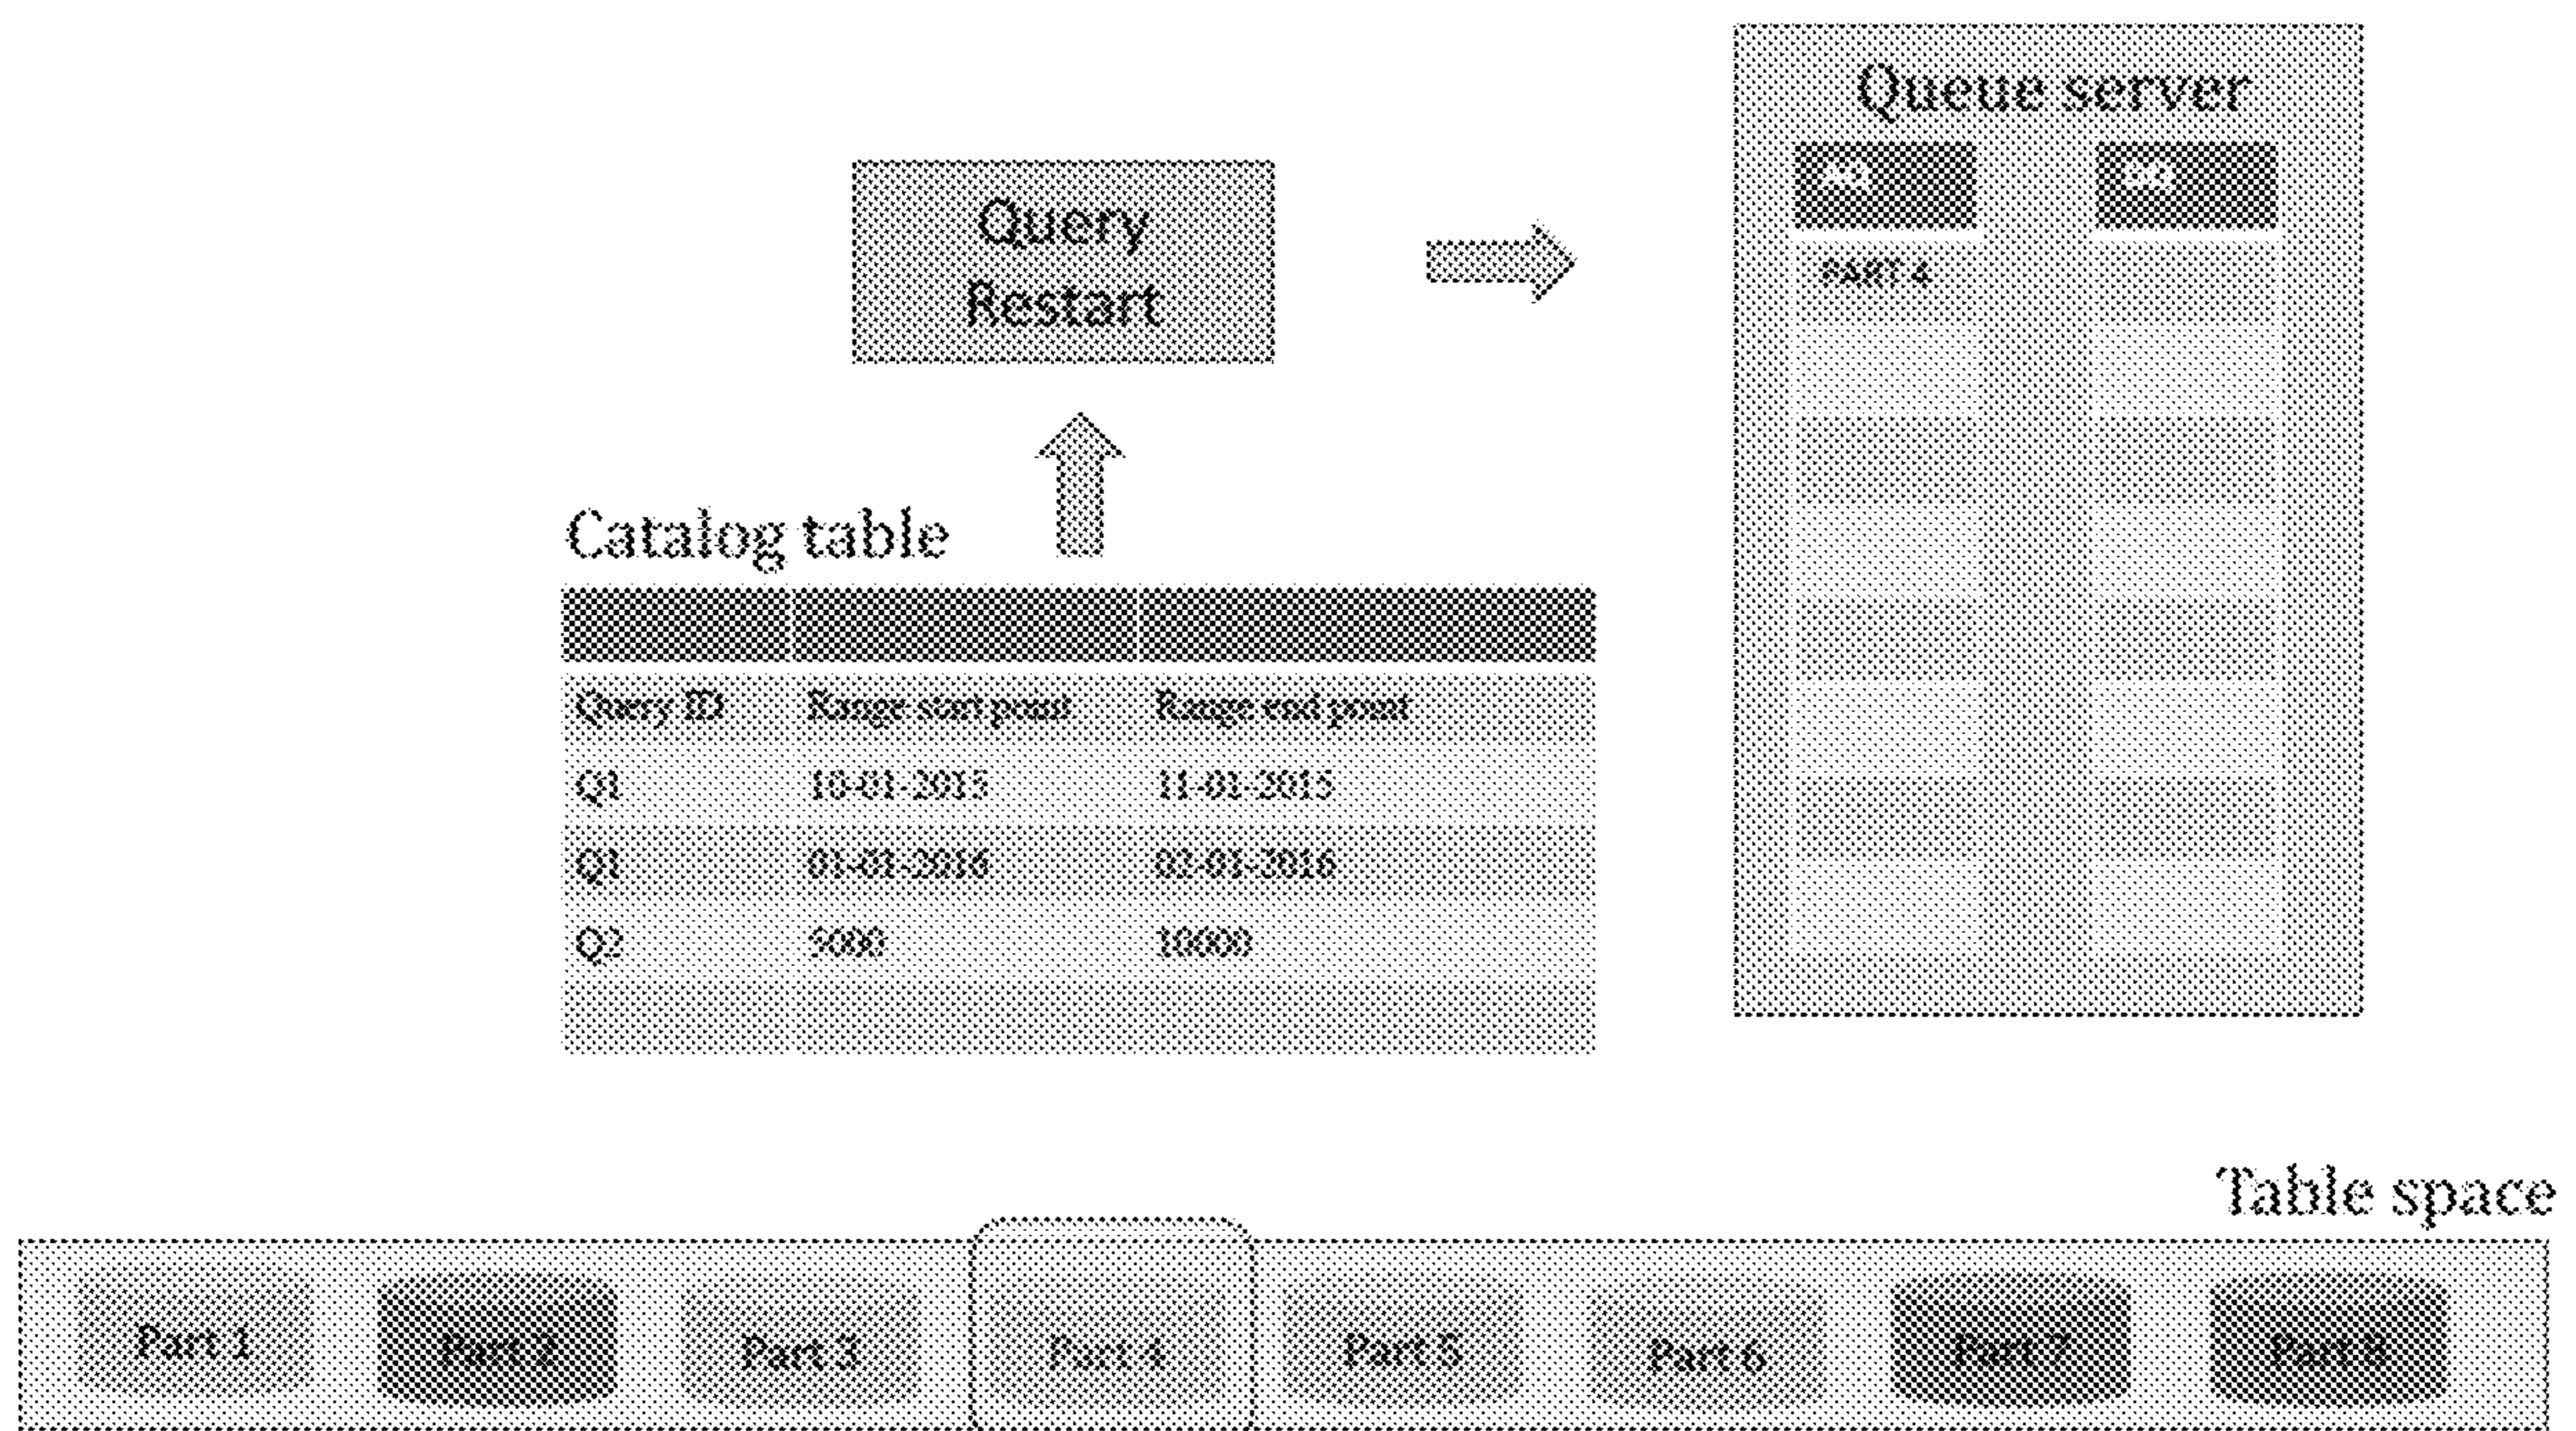 Queue server
PART 4
Query
Restart
Catalog table
Query ID Range start point Range end point
Q1 10-01-2015 11-01-2015
Q1 01-01-2016 02-01-2016
Q2 5000 10000
Table space
Part 1 Part 2 Part 3 Part 4 Part 5 Part 6 Part 7 Part 8